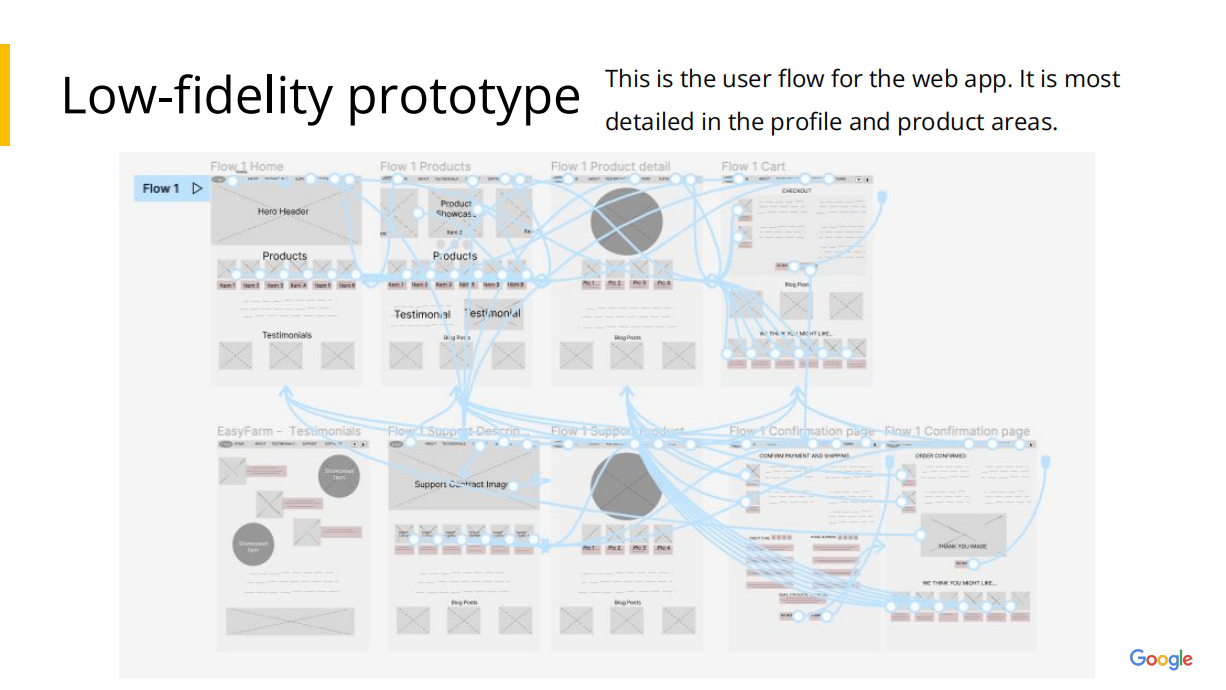 Low-fidelity prototype
This is the user flow for the web app. It is most
detailed in the profile and product areas.
Flow 1 Home
Flow 1 Products
Flow 1 Product detail
Flow 1 Cart
Flow 1
Hero Header
Product
Showcas
Item 2
CHECKOUT
Products
Products
Item 1 Item 2 Item 3 Item 4 Item 5 Item 6
Item 1 Item 2 Item 3 Item 5 Item 6
Pic 1 Pic 2 Pic 3 Pic 4
Blog Posts
Testimonial
Testimonial
Testimonials
Blog Posts
Blog Posts
WE THINK YOU MIGHT LIKE...
EasyFarm - Testimonials
Flow 1 Support Descrip...
Flow 1 Support Product...
Flow 1 Confirmation page
Flow 1 Confirmation page
HOME ABOUT TESTIMONIALS SUPPORT
CONFIRM PAYMENT AND SHIPPING
ORDER CONFIRMED
Showcased
Item
Support Contract Image
Showcased
Item
Pic 1 Pic 2 Pic 3 Pic 4
THANK YOU IMAGE
WE THINK YOU MIGHT LIKE...
Blog Posts
Blog Posts
Google